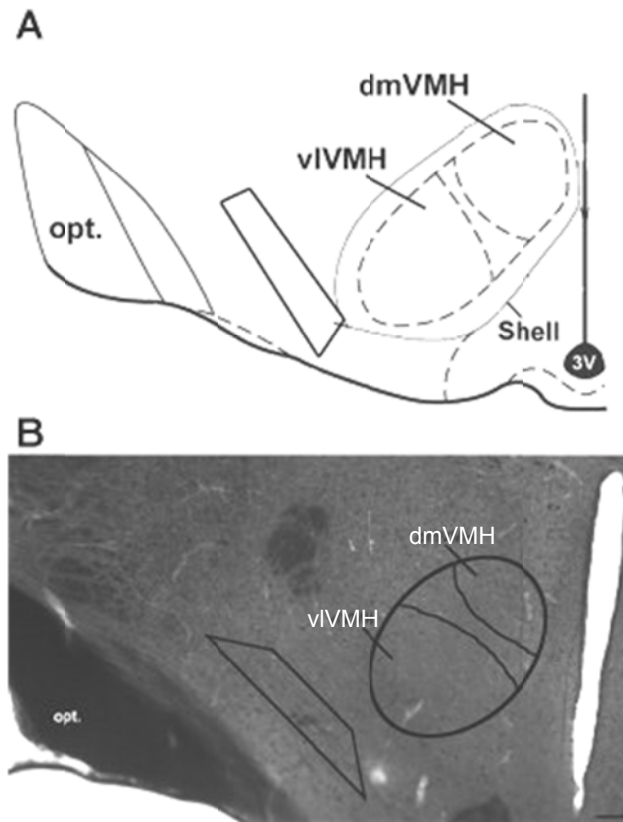 A
dmVMH
vlVMH
opt.
Shell
3V
B
dmVMH
vlVMH
opt.